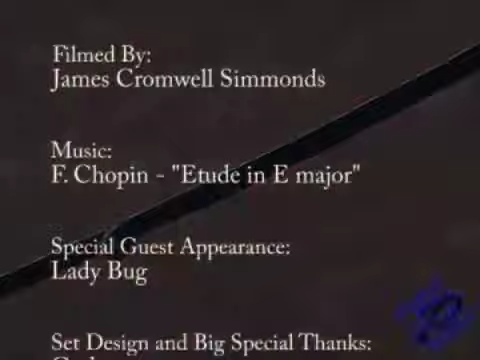 Filmed By:
James Cromwell Simmonds
Music:
F. Chopin - "Etude in E major"
Special Guest Appearance:
Lady Bug
Set Design and Big Special Thanks: